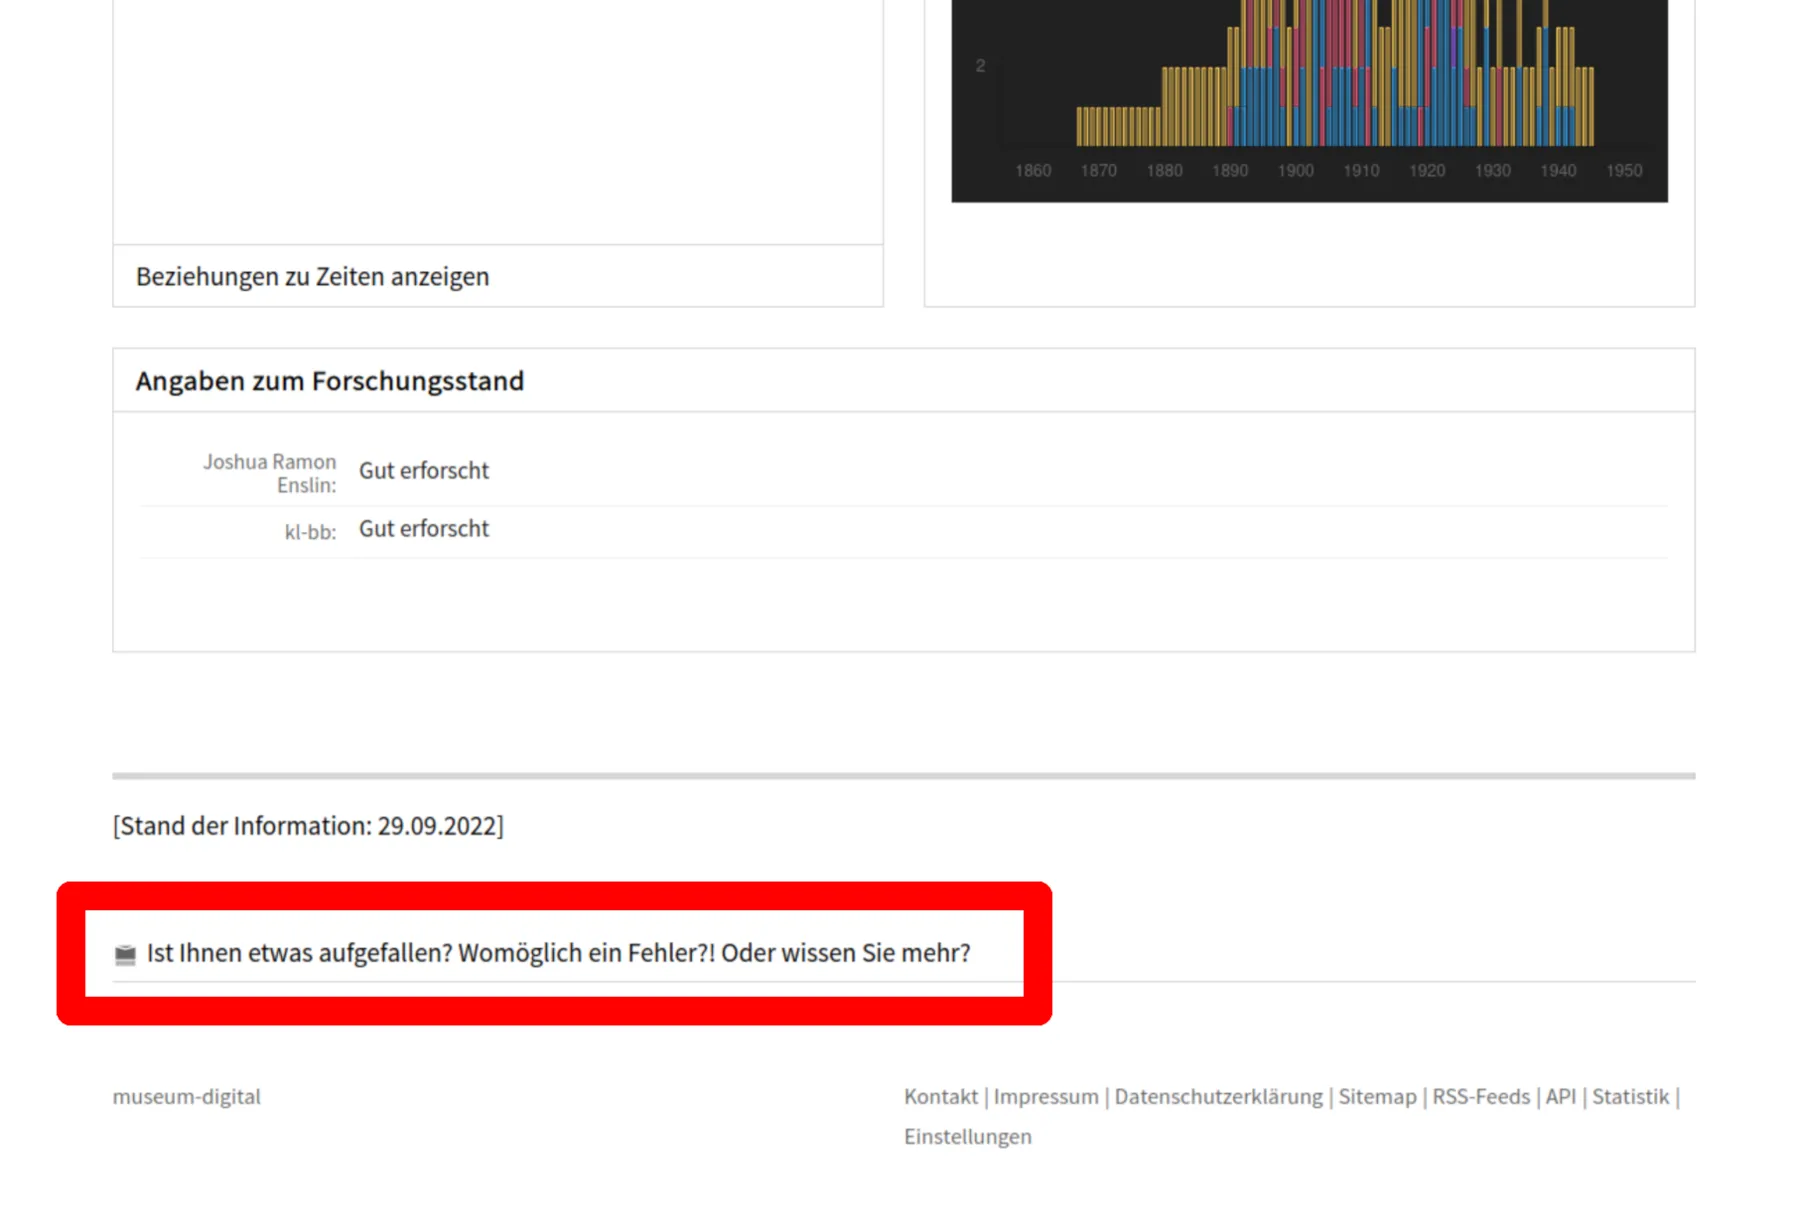 2
1860 1870 1880 1890 1900 1910 1920 1930 1940 1950
Beziehungen zu Zeiten anzeigen
Angaben zum Forschungsstand
Joshua Ramon
Enslin:
Gut erforscht
kl-bb:
Gut erforscht
[Stand der Information: 29.09.2022]
Ist Ihnen etwas aufgefallen? Womöglich ein Fehler?! Oder wissen Sie mehr?
museum-digital
Kontakt | Impressum | Datenschutzerklärung | Sitemap | RSS-Feeds | API | Statistik |
Einstellungen